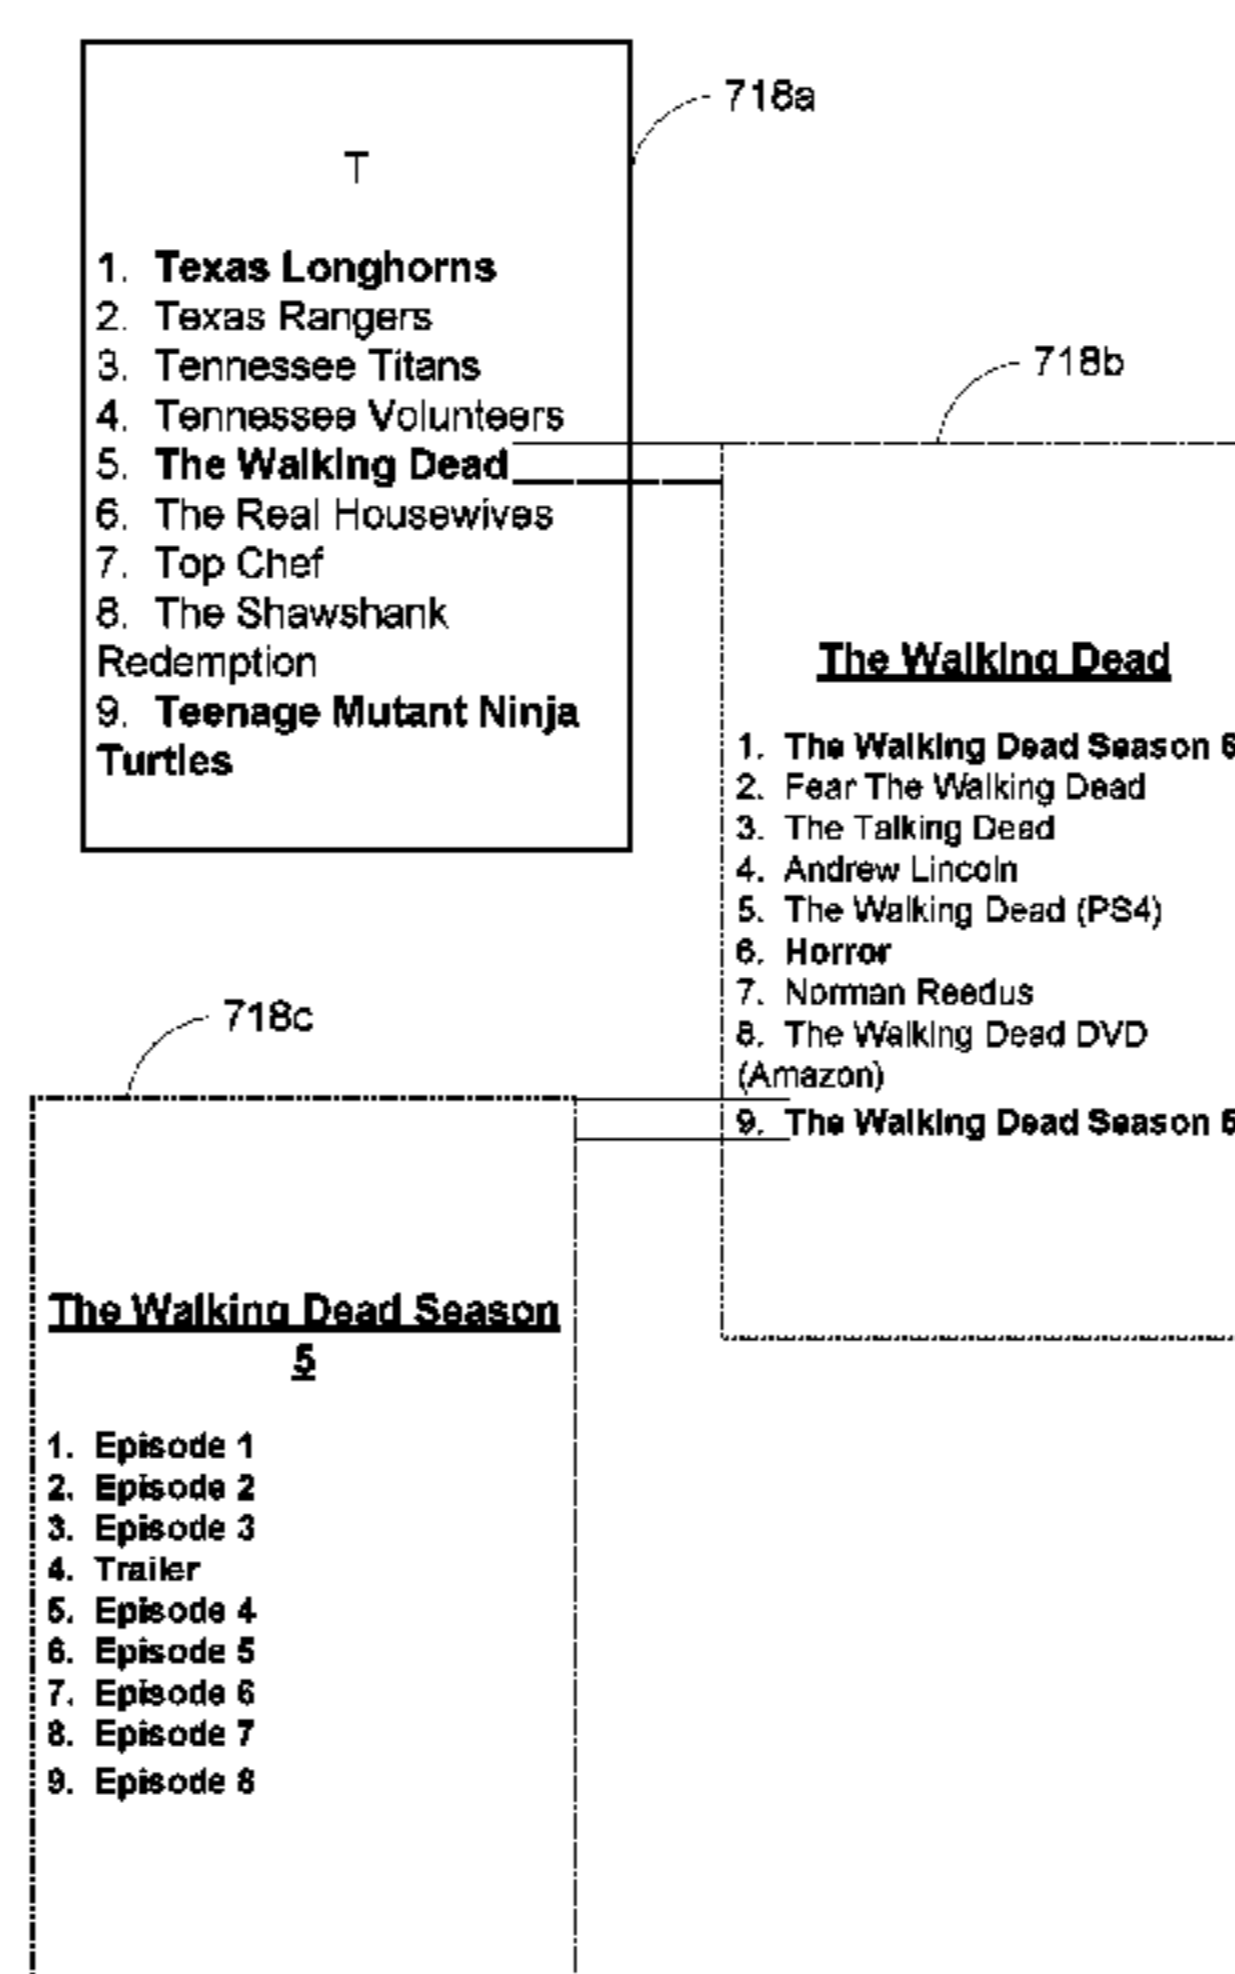 718a
T
1. Texas Longhorns
2. Texas Rangers
3. Tennessee Titans
4. Tennessee Volunteers
5. The Walking Dead
6. The Real Housewives
7. Top Chef
8. The Shawshank
Redemption
9. Teenage Mutant Ninja
Turtles
718b
The Walking Dead
1. The Walking Dead Season
2. Fear The Walking Dead
3. The Talking Dead
4. Andrew Lincoln
5. The Walking Dead (PS4)
6. Horror
7. Norman Reedus
8. The Walking Dead DVD
(Amazon)
9. The Walking Dead Season
718c
The Walking Dead Season
5
1. Episode 1
2. Episode 2
3. Episode 3
4. Trailer
5. Episode 4
6. Episode 5
7. Episode 6
8. Episode 7
9. Episode 8